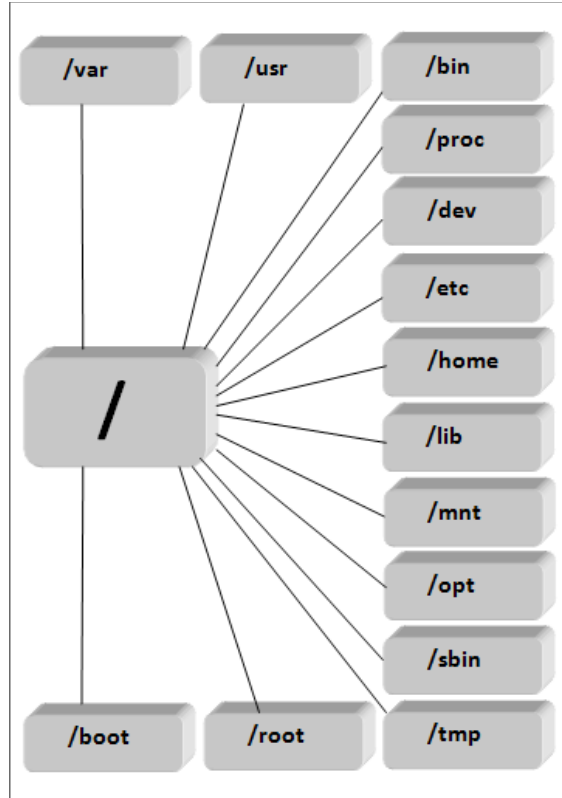 /var
/usr
/bin
/proc
/dev
/etc
/home
/
/lib
/mnt
/opt
/sbin
/boot
/root
/tmp